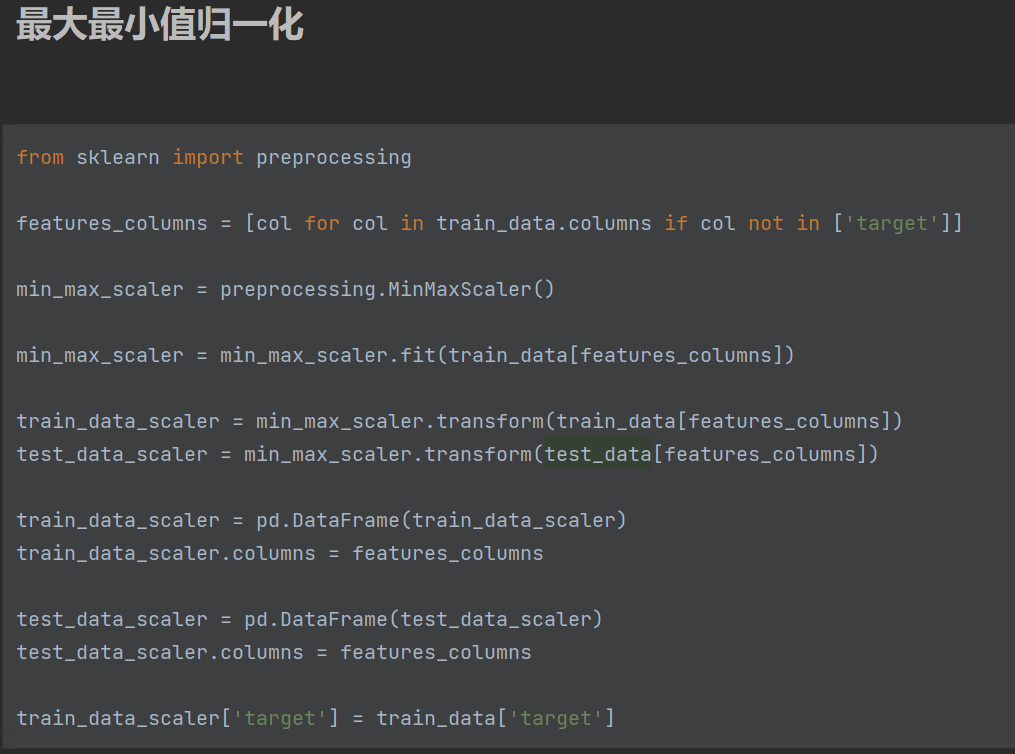 最大最小值归一化
from sklearn import preprocessing
features_columns = [col for col in train_data.columns if col not in ['target']]
min_max_scaler = preprocessing.MinMaxScaler()
min_max_scaler = min_max_scaler.fit(train_data[features_columns])
train_data_scaler = min_max_scaler.transform(train_data[features_columns])
test_data_scaler = min_max_scaler.transform(test_data[features_columns])
train_data_scaler = pd.DataFrame(train_data_scaler)
train_data_scaler.columns = features_columns
test_data_scaler = pd.DataFrame(test_data_scaler)
test_data_scaler.columns = features_columns
train_data_scaler['target'] = train_data['target']